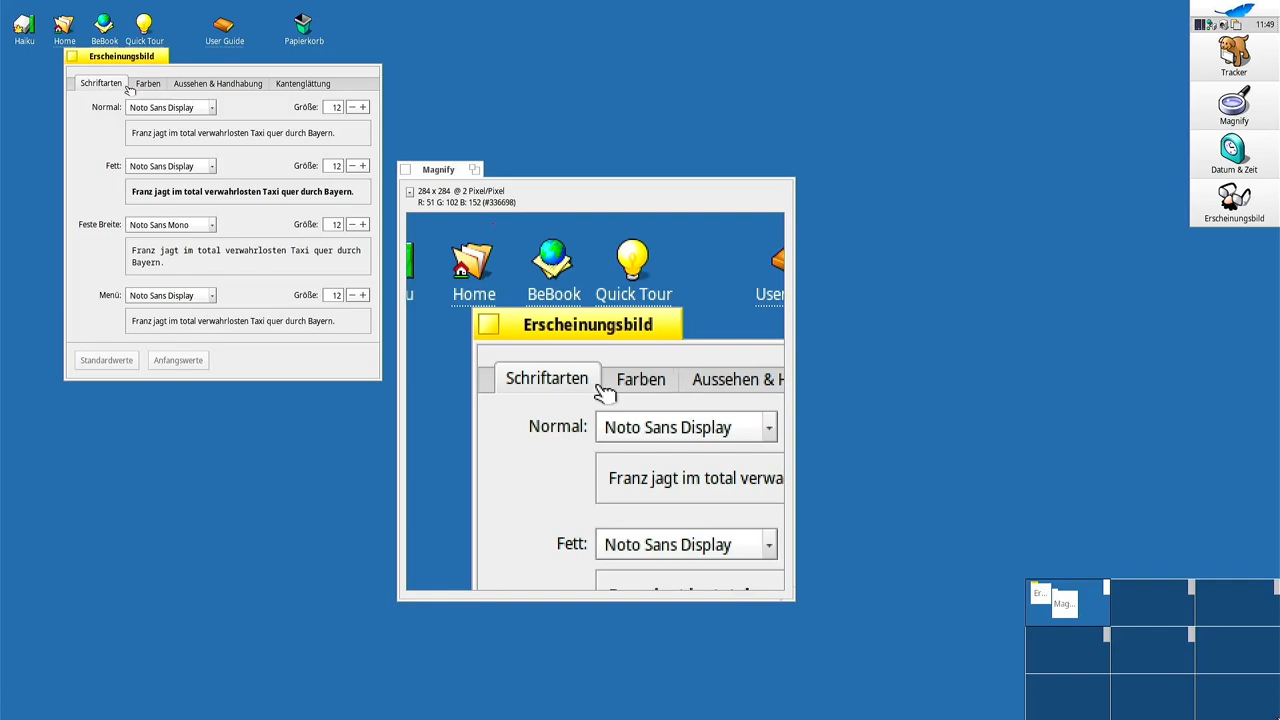 Haiku
Home
BeBook
Quick Tour
User Guide
Papierkorb
11:49
Tracker
Magnify
Datum & Zeit
Erscheinungsbild
Erscheinungsbild
Schriftarten
Farben
Aussehen & Handhabung
Kantenglättung
Normal: Noto Sans Display Größe: 12
Franz jagt im total verwahrlosten Taxi quer durch Bayern.
Fett: Noto Sans Display Größe: 12
Franz jagt im total verwahrlosten Taxi quer durch Bayern.
Feste Breite: Noto Sans Mono Größe: 12
Franz jagt im total verwahrlosten Taxi quer durch
Bayern.
Menü: Noto Sans Display Größe: 12
Franz jagt im total verwahrlosten Taxi quer durch Bayern.
Standardwerte
Anfangswerte
Magnify
284 x 284 @ 2 Pixel/Pixel
R: 51 G: 102 B: 152 (#336698)
u
Home
BeBook
Quick Tour
User
Erscheinungsbild
Schriftarten
Farben
Aussehen & H
Normal: Noto Sans Display
Franz jagt im total verwa
Fett: Noto Sans Display
Er...
Mag...